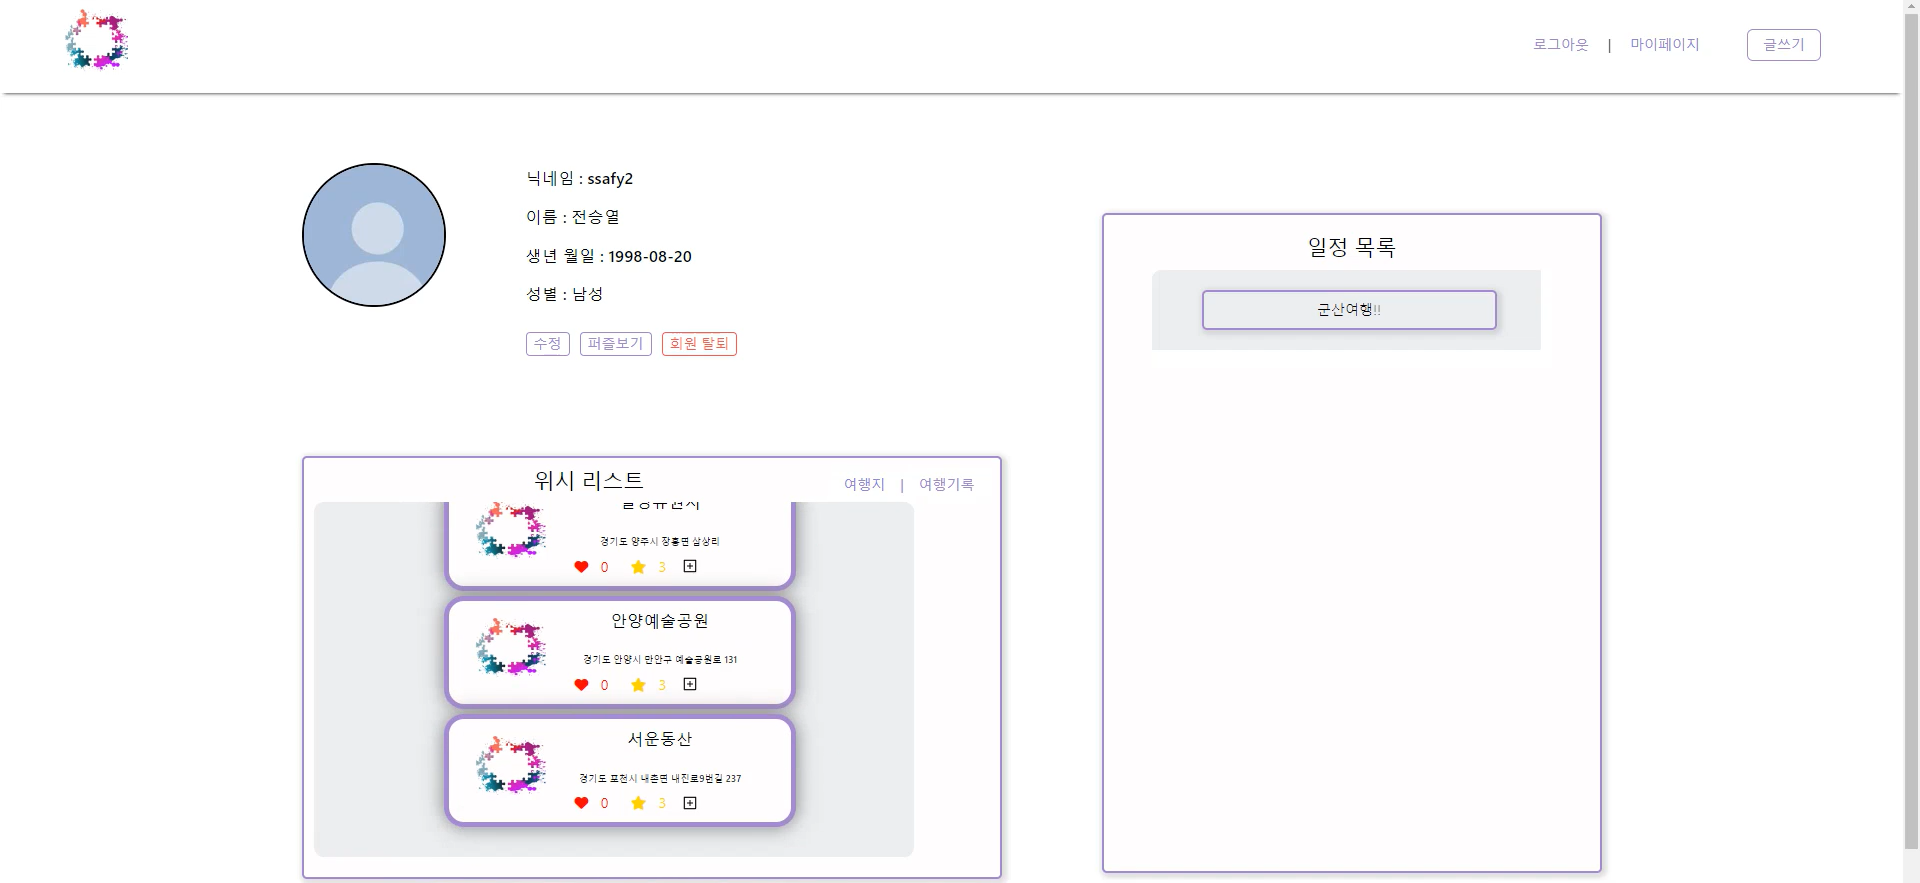 로그아웃 | 마이페이지 글쓰기
닉네임 : ssafy2
이름 : 전승열
생년 월일 : 1998-08-20
성별 : 남성
수정 퍼즐보기 회원 탈퇴
일정 목록
군산여행!!
위시 리스트
여행지 | 여행기록
경기도 양주시 장흥면 삼상리
0 3
안양예술공원
경기도 안양시 만안구 예술공원로 131
0 3
서운동산
경기도 포천시 내촌면 내진로9번길 237
0 3